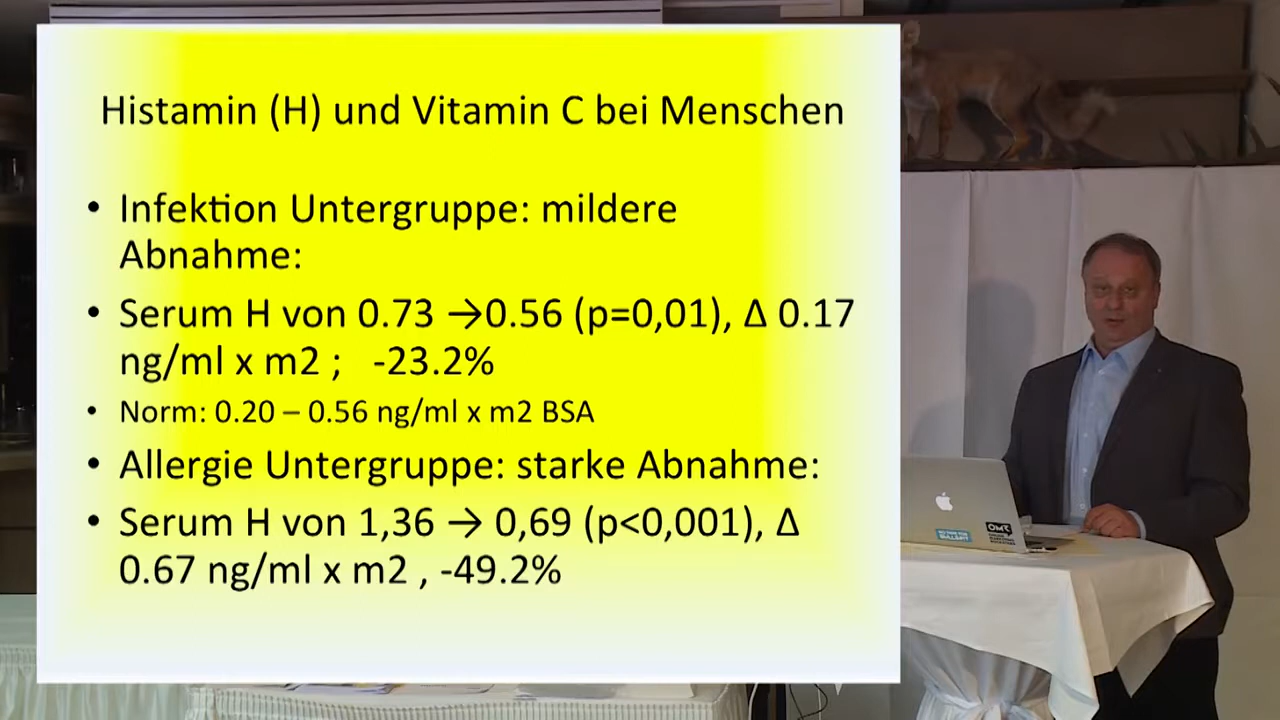 Histamin (H) und Vitamin C bei Menschen
• Infektion Untergruppe: mildere
Abnahme:
• Serum H von 0.73 →0.56 (p=0,01), Δ 0.17
ng/ml x m2 ;   -23.2%
• Norm: 0.20 – 0.56 ng/ml x m2 BSA
• Allergie Untergruppe: starke Abnahme:
• Serum H von 1,36 → 0,69 (p<0,001), Δ
0.67 ng/ml x m2 , -49.2%
OMR